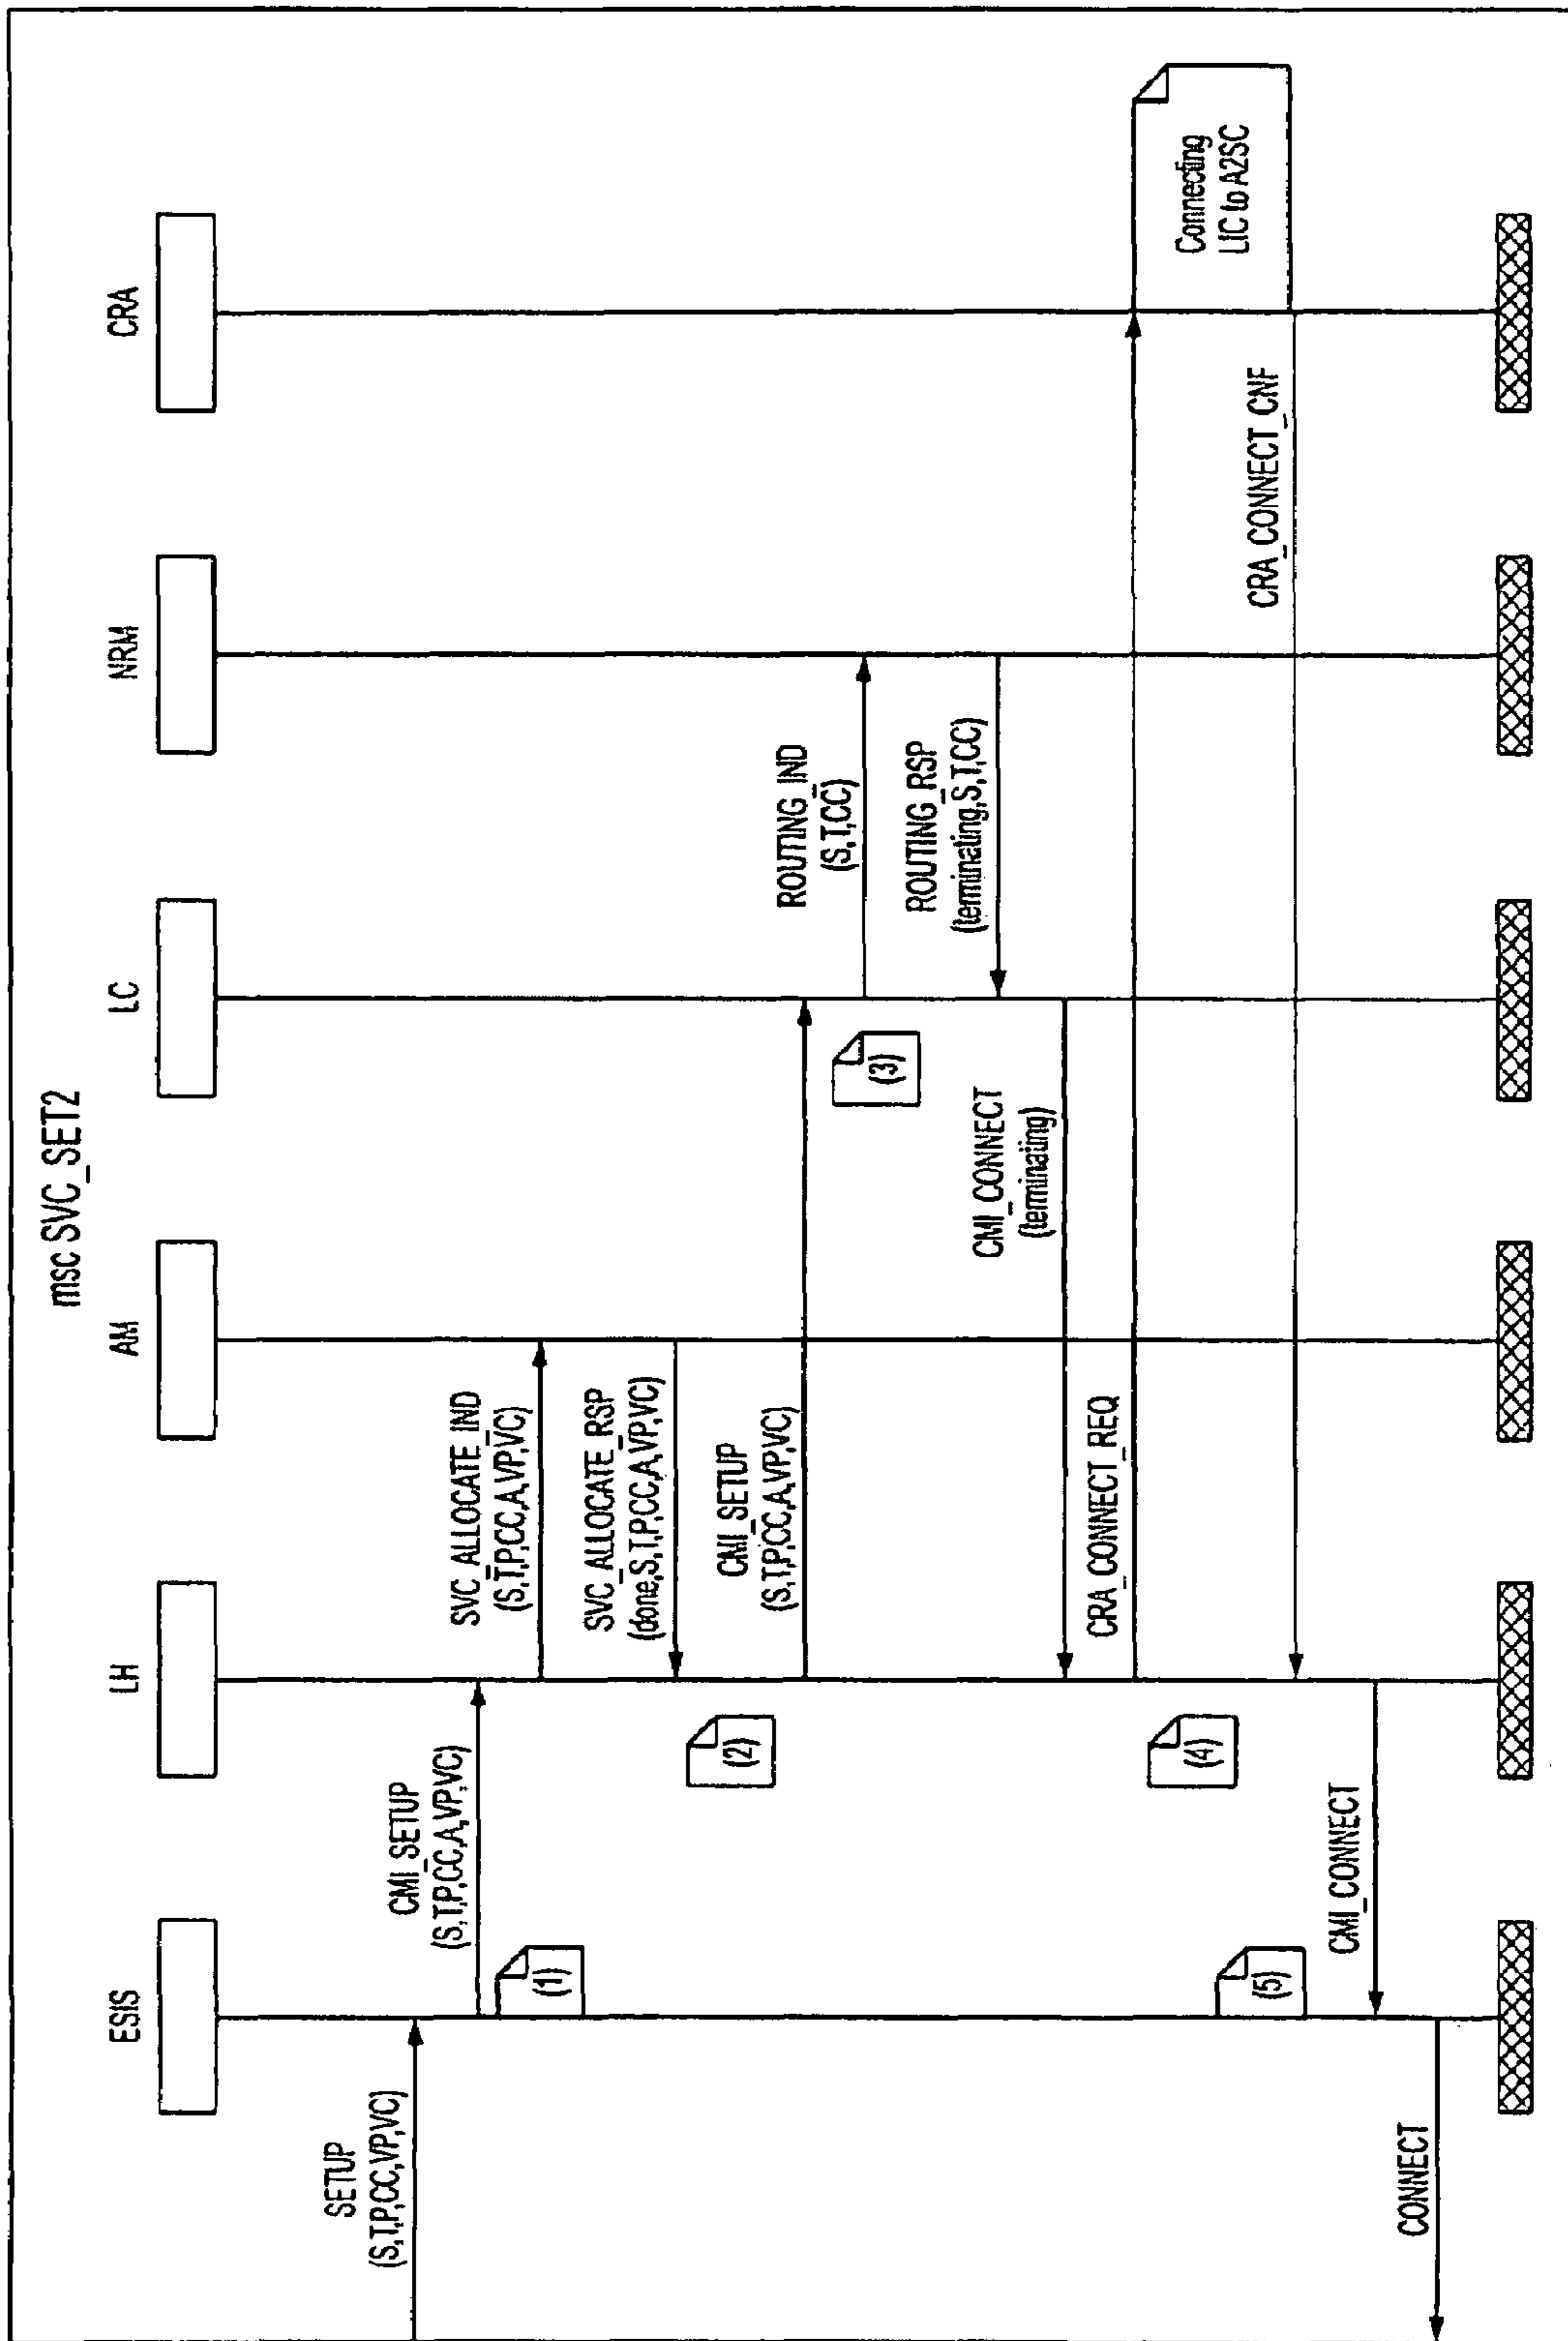 msc SVC_SET2
ESIS
LH
AM
LC
NRM
CRA
SETUP
(S,T,P,CC,VP,VC)
CMI_SETUP
(S,T,P,CC,A,VP,VC)
(1)
SVC_ALLOCATE_IND
(S,T,P,CC,A,VP,VC)
SVC_ALLOCATE_RSP
(done,S,T,P,CC,A,VP,VC)
(2)
CMI_SETUP
(S,T,P,CC,A,VP,VC)
(3)
ROUTING_IND
(S,T,CC)
ROUTING_RSP
(terminating,S,T,CC)
CMI_CONNECT
(terminating)
CRA_CONNECT_REQ
Connecting
LIC to A2SC
(4)
CRA_CONNECT_CNF
(5)
CMI_CONNECT
CONNECT